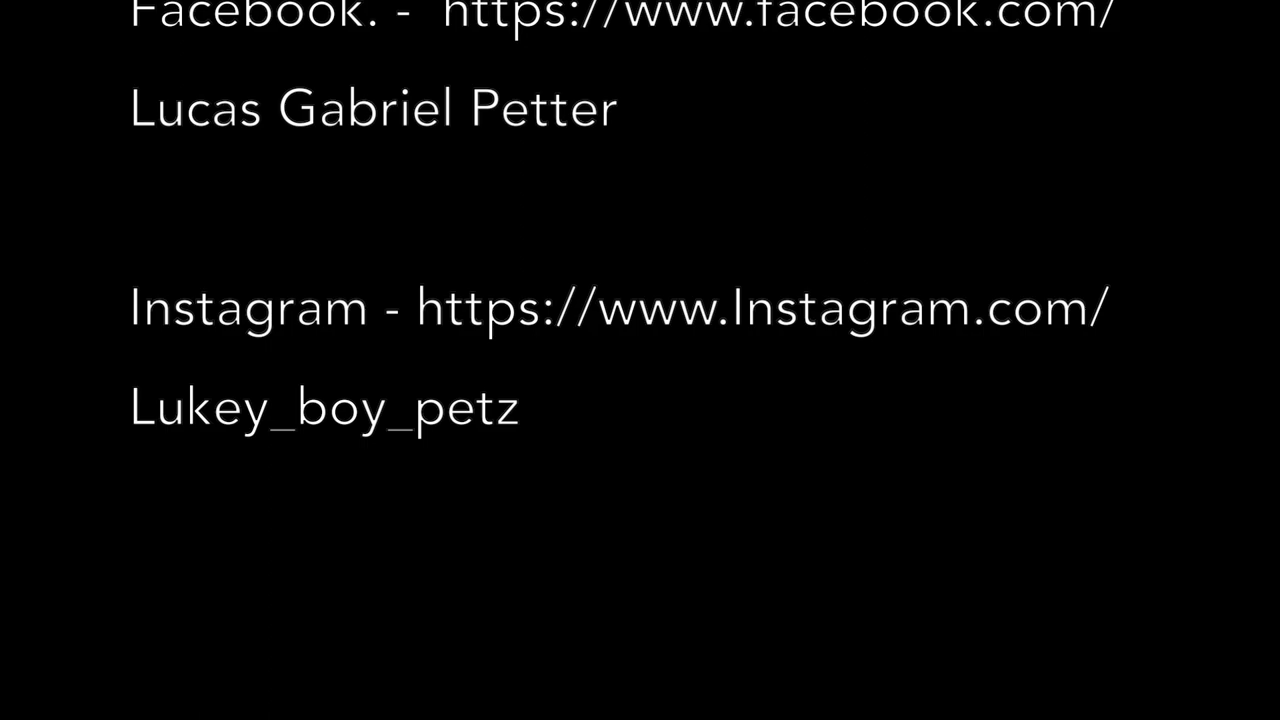 Facebook. -  https://www.facebook.com/
Lucas Gabriel Petter
Instagram - https://www.Instagram.com/
Lukey_boy_petz